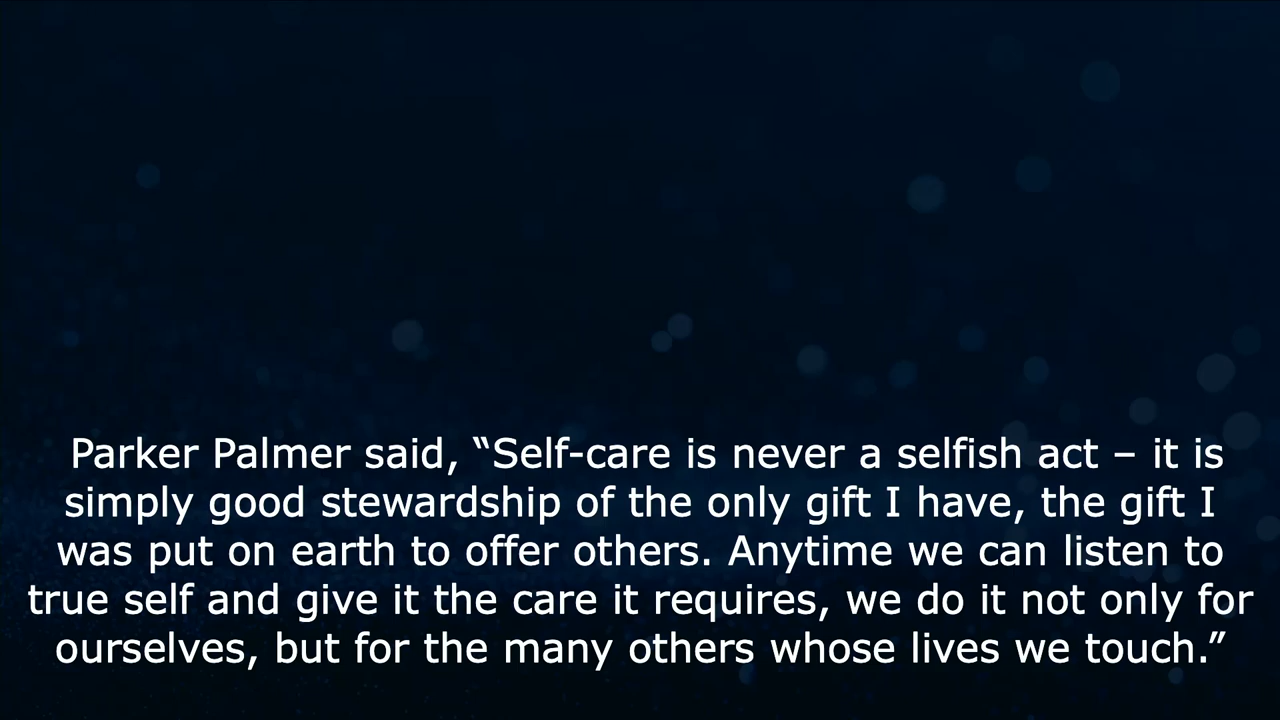 Parker Palmer said, “Self-care is never a selfish act – it is
simply good stewardship of the only gift I have, the gift I
was put on earth to offer others. Anytime we can listen to
true self and give it the care it requires, we do it not only for
ourselves, but for the many others whose lives we touch.”